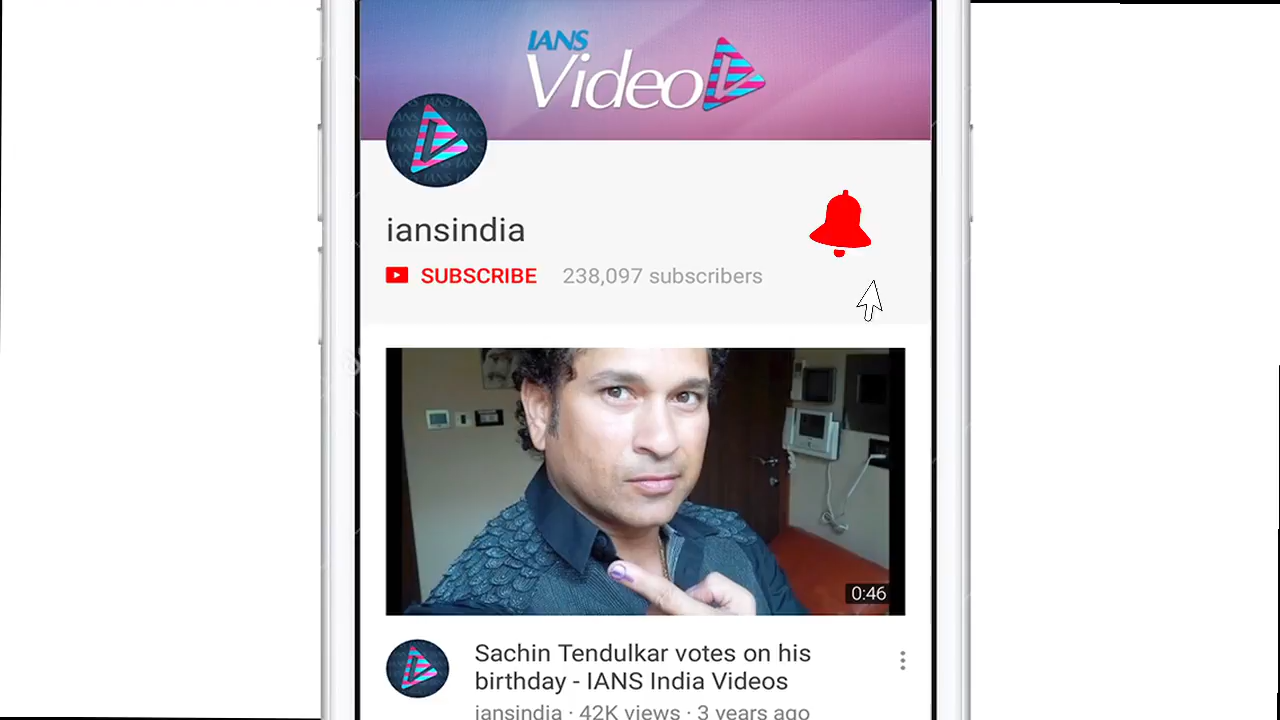 IANS
Video
iansindia
SUBSCRIBE 238,097 subscribers
0:46
Sachin Tendulkar votes on his
birthday - IANS India Videos
iansindia · 42K views · 3 years ago